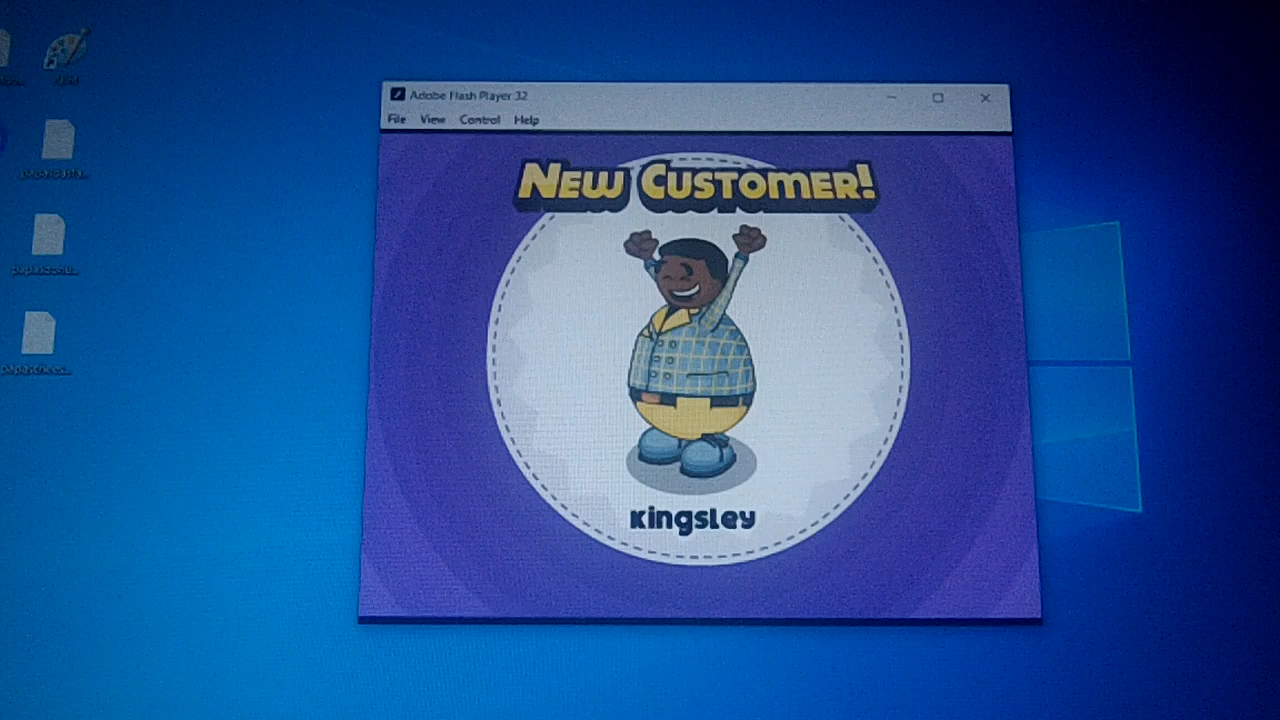 Adobe Flash Player 32
File View Control Help
New Customer!
Kingsley